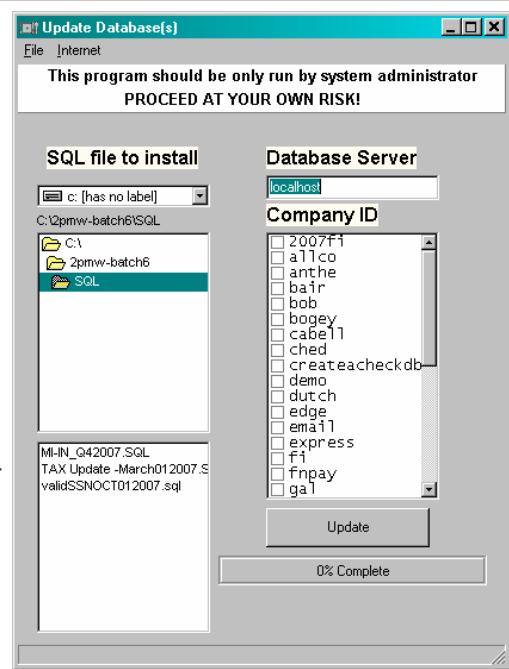 Update Database(s)
File Internet
This program should be only run by system administrator
PROCEED AT YOUR OWN RISK!
SQL file to install
c: [has no label]
C:\2pmw-batch6\SQL
C:\
2pmw-batch6
SQL
MI-IN_Q42007.SQL
TAX Update -March012007.S
validSSNOCT012007.sql
Database Server
localhost
Company ID
2007fi
allco
anthe
bair
bob
bogey
cabell
ched
createacheckdb
demo
dutch
edge
email
express
fi
fnpay
gal
Update
0% Complete